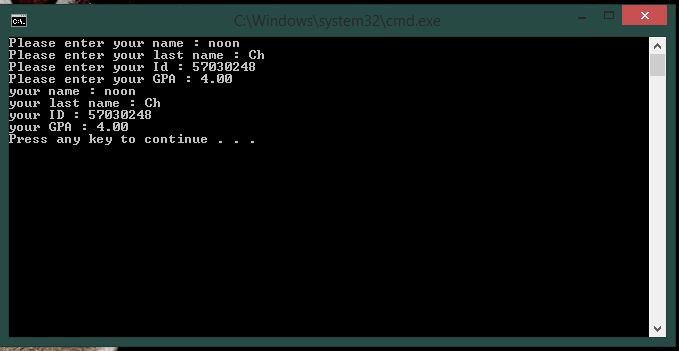 C:\Windows\system32\cmd.exe
Please enter your name : noon
Please enter your last name : Ch
Please enter your Id : 57030248
Please enter your GPA : 4.00
your name : noon
your last name : Ch
your ID : 57030248
your GPA : 4.00
Press any key to continue . . .